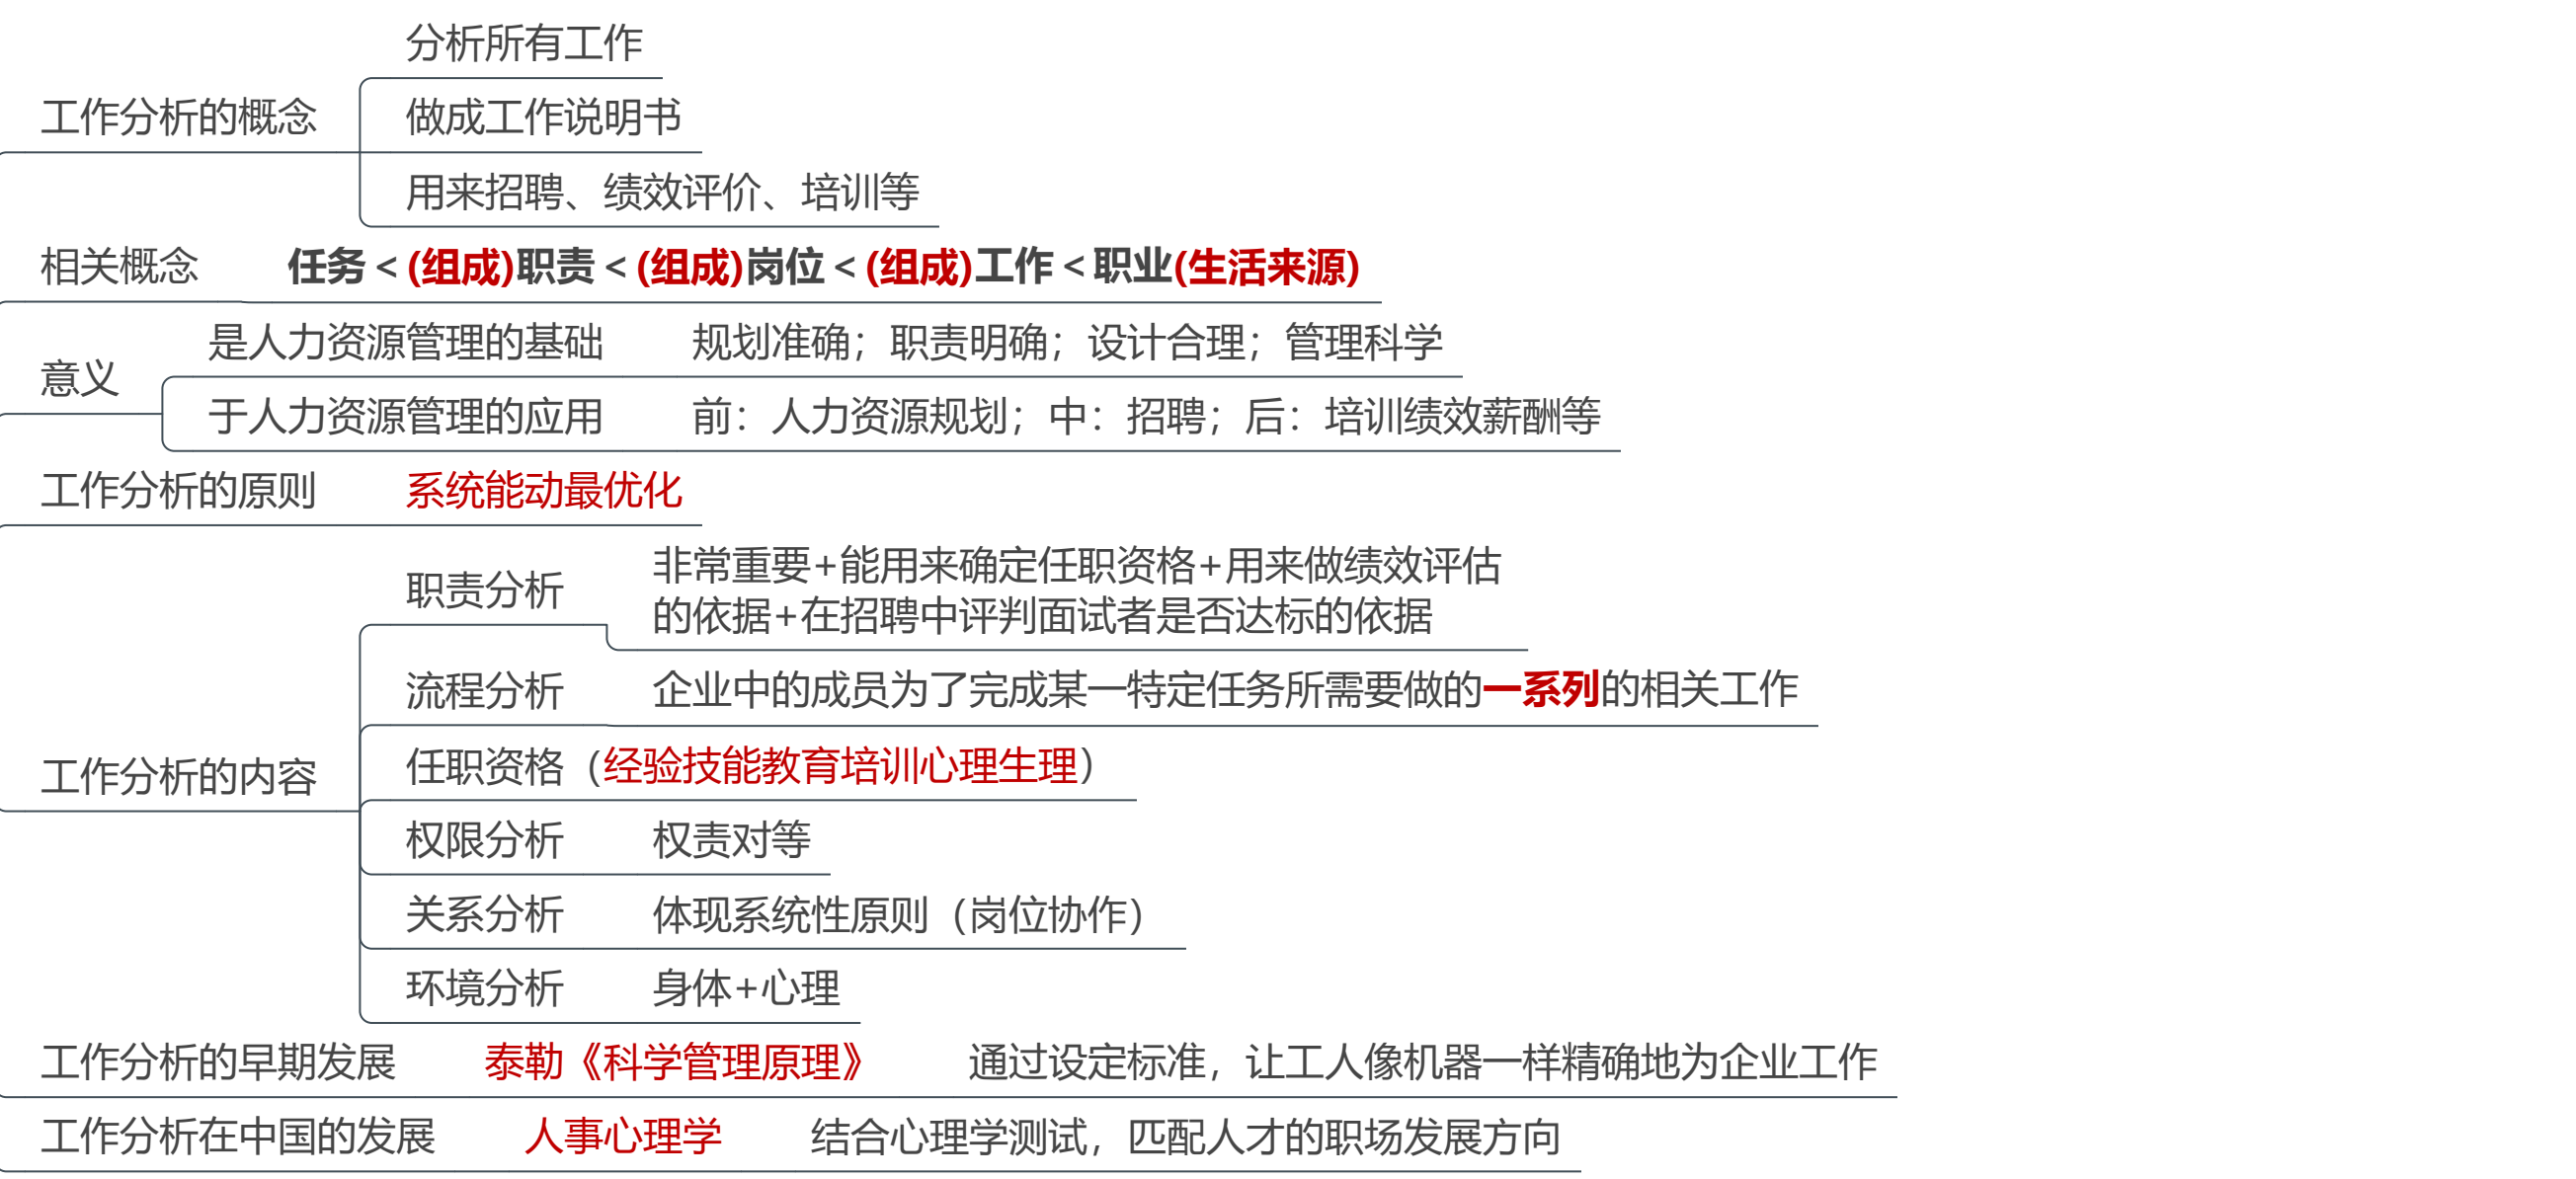 分析所有工作
工作分析的概念
做成工作说明书
用来招聘、绩效评价、培训等
相关概念 任务<(组成)职责<(组成)岗位<(组成)工作<职业(生活来源)
意义
是人力资源管理的基础 规划准确；职责明确；设计合理；管理科学
于人力资源管理的应用 前：人力资源规划；中：招聘；后：培训绩效薪酬等
工作分析的原则 系统能动最优化
工作分析的内容
职责分析
非常重要+能用来确定任职资格+用来做绩效评估
的依据+在招聘中评判面试者是否达标的依据
流程分析 企业中的成员为了完成某一特定任务所需要做的一系列的相关工作
任职资格（经验技能教育培训心理生理）
权限分析 权责对等
关系分析 体现系统性原则（岗位协作）
环境分析 身体+心理
工作分析的早期发展 泰勒《科学管理原理》 通过设定标准，让工人像机器一样精确地为企业工作
工作分析在中国的发展 人事心理学 结合心理学测试，匹配人才的职场发展方向